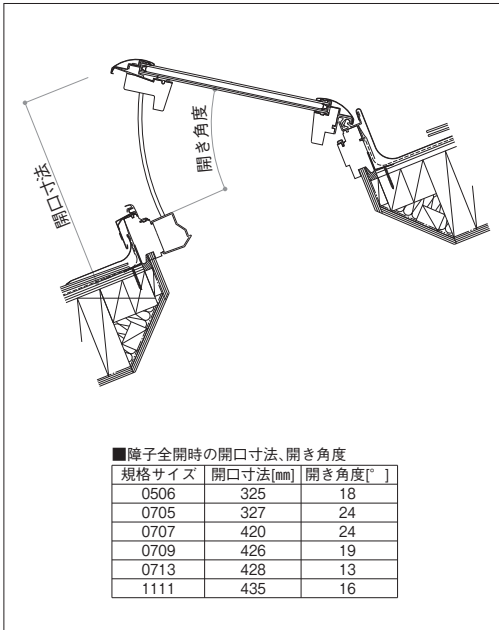 開口寸法
開き角度
■障子全開時の開口寸法、開き角度
規格サイズ 開口寸法[㎜] 開き角度[°]
0506 325 18
0705 327 24
0707 420 24
0709 426 19
0713 428 13
1111 435 16